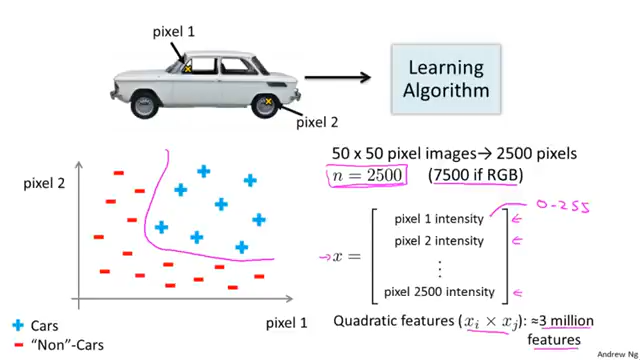 pixel 1
Learning
Algorithm
pixel 2
50 x 50 pixel images→ 2500 pixels
n = 2500 (7500 if RGB)
pixel 2
0-255
pixel 1 intensity
pixel 2 intensity
x =
⋮
pixel 2500 intensity
pixel 1
Quadratic features (xᵢ × xⱼ): ≈3 million
features
+ Cars
- “Non”-Cars
Andrew Ng